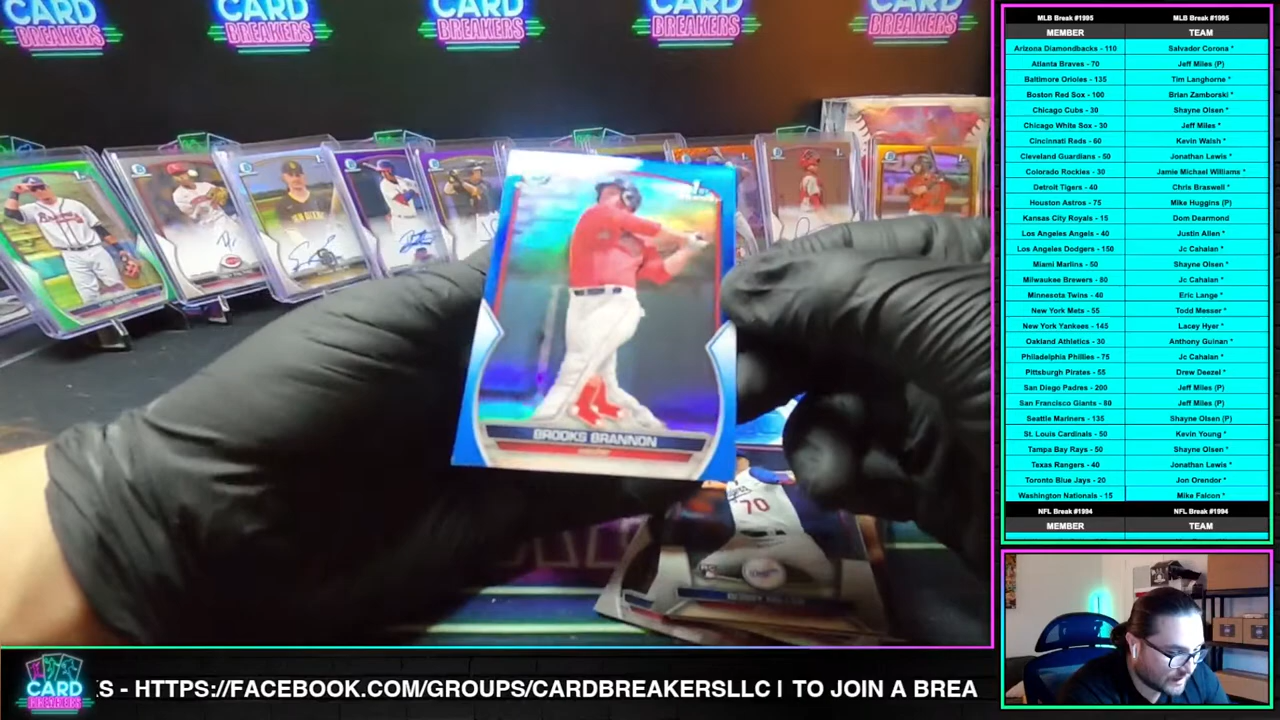 CARD
BREAKERS
CARD
BREAKERS
CARD
BREAKERS
CARD
BREAKERS
CARD
BREAKERS
BROOKS BRANNON
70
MLB Break #1995 MLB Break #1995
MEMBER TEAM
Arizona Diamondbacks - 110 Salvador Corona *
Atlanta Braves - 70 Jeff Miles (P)
Baltimore Orioles - 135 Tim Langhorne *
Boston Red Sox - 100 Brian Zamborski *
Chicago Cubs - 30 Shayne Olsen *
Chicago White Sox - 30 Jeff Miles *
Cincinnati Reds - 60 Kevin Walsh *
Cleveland Guardians - 50 Jonathan Lewis *
Colorado Rockies - 30 Jamie Michael Williams *
Detroit Tigers - 40 Chris Braswell *
Houston Astros - 75 Mike Huggins (P)
Kansas City Royals - 15 Dom Dearmond
Los Angeles Angels - 40 Justin Allen *
Los Angeles Dodgers - 150 Jc Cahalan *
Miami Marlins - 50 Shayne Olsen *
Milwaukee Brewers - 80 Jc Cahalan *
Minnesota Twins - 40 Eric Lange *
New York Mets - 55 Todd Messer *
New York Yankees - 145 Lacey Hyer *
Oakland Athletics - 30 Anthony Guinan *
Philadelphia Phillies - 75 Jc Cahalan *
Pittsburgh Pirates - 55 Drew Deezel *
San Diego Padres - 200 Jeff Miles (P)
San Francisco Giants - 80 Jeff Miles (P)
Seattle Mariners - 135 Shayne Olsen (P)
St. Louis Cardinals - 50 Kevin Young *
Tampa Bay Rays - 50 Shayne Olsen *
Texas Rangers - 40 Jonathan Lewis *
Toronto Blue Jays - 20 Jon Orendor *
Washington Nationals - 15 Mike Falcon *
NFL Break #1994 NFL Break #1994
MEMBER TEAM
CARD
BREAKERS
S - HTTPS://FACEBOOK.COM/GROUPS/CARDBREAKERSLLC | TO JOIN A BREA